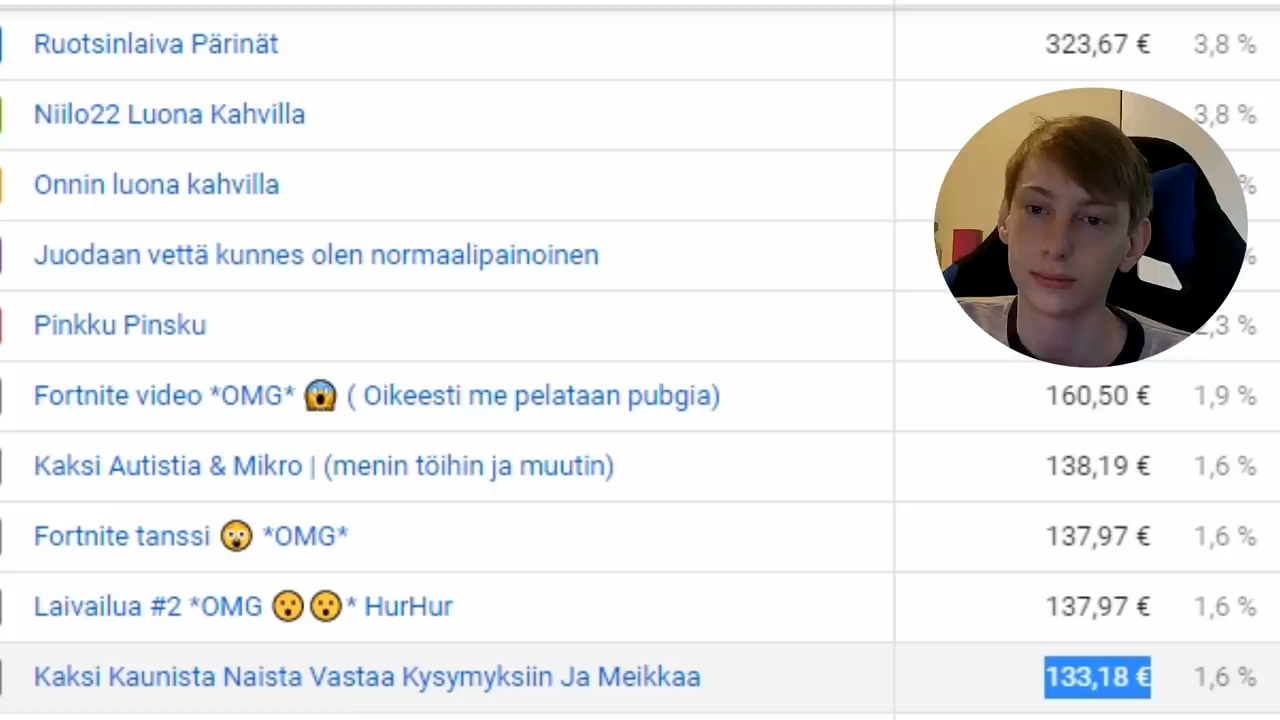 Ruotsinlaiva Pärinät 323,67 € 3,8 %
Niilo22 Luona Kahvilla 3,8 %
Onnin luona kahvilla %
Juodaan vettä kunnes olen normaalipainoinen %
Pinkku Pinsku ,3 %
Fortnite video *OMG* 😱 ( Oikeesti me pelataan pubgia) 160,50 € 1,9 %
Kaksi Autistia & Mikro | (menin töihin ja muutin) 138,19 € 1,6 %
Fortnite tanssi 😳 *OMG* 137,97 € 1,6 %
Laivailua #2 *OMG 😮😮* HurHur 137,97 € 1,6 %
Kaksi Kaunista Naista Vastaa Kysymyksiin Ja Meikkaa 133,18 € 1,6 %